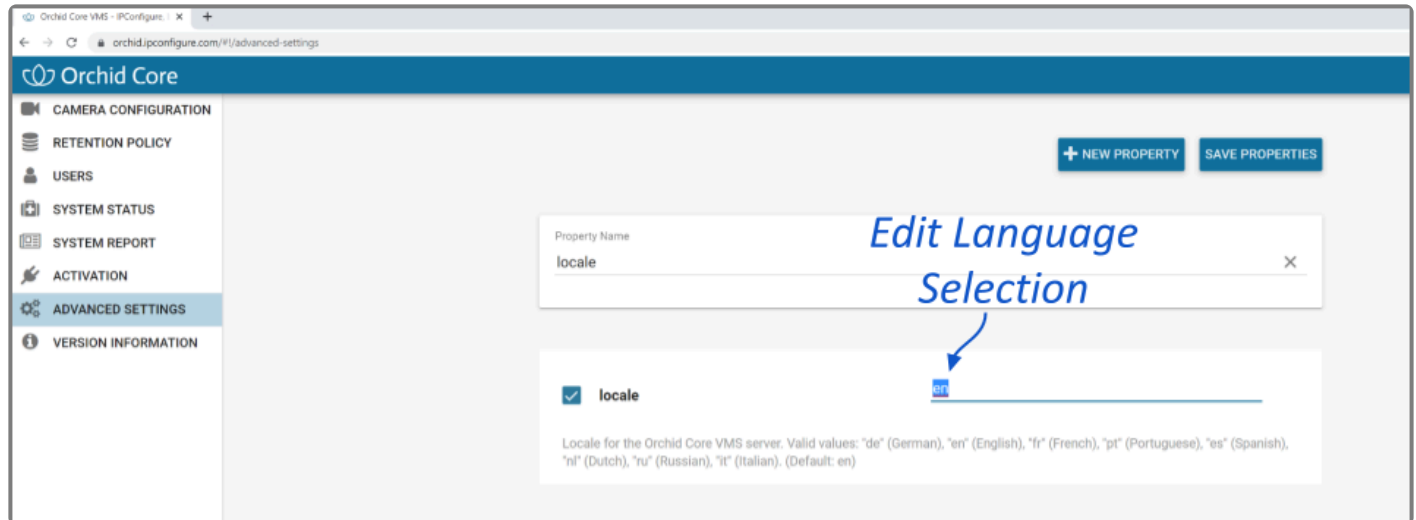 Orchid Core VMS - IPConfigure, I
orchid.ipconfigure.com/#!/advanced-settings
Orchid Core
CAMERA CONFIGURATION
RETENTION POLICY
USERS
SYSTEM STATUS
SYSTEM REPORT
ACTIVATION
ADVANCED SETTINGS
VERSION INFORMATION
NEW PROPERTY
SAVE PROPERTIES
Property Name
locale
Edit Language
Selection
locale
en
Locale for the Orchid Core VMS server. Valid values: "de" (German), "en" (English), "fr" (French), "pt" (Portuguese), "es" (Spanish),
"nl" (Dutch), "ru" (Russian), "it" (Italian). (Default: en)